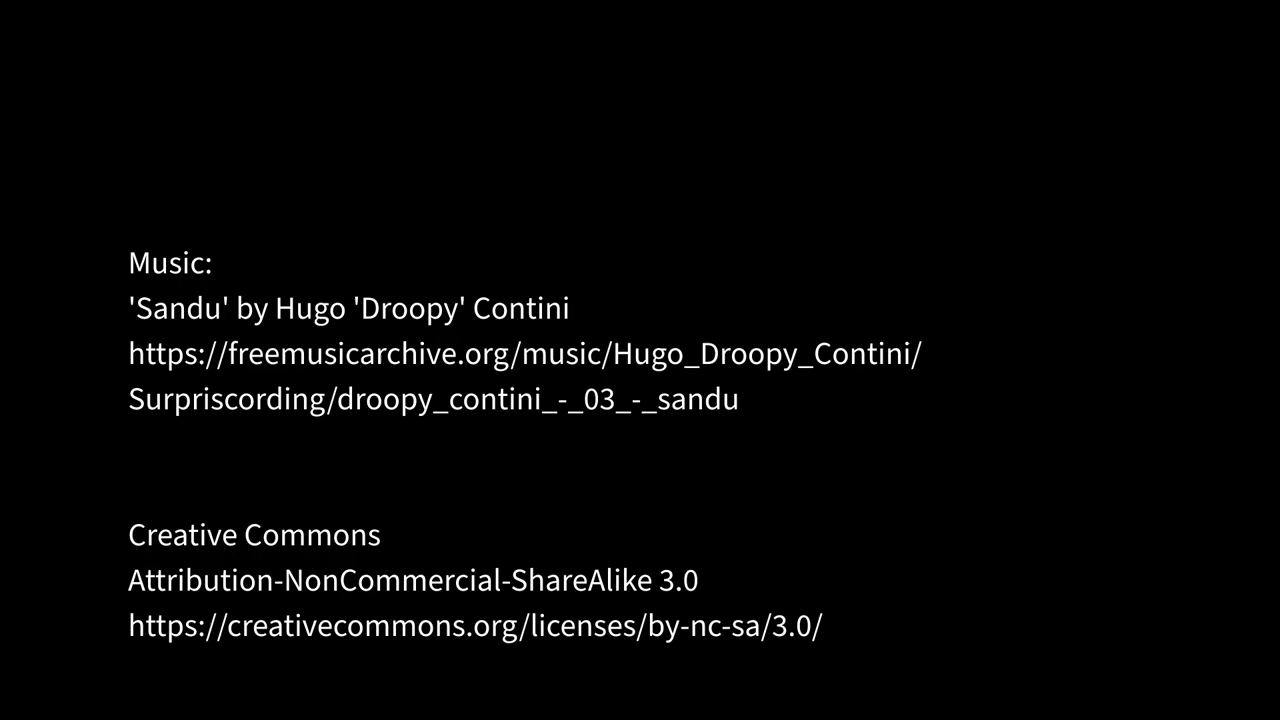 Music:
'Sandu' by Hugo 'Droopy' Contini
https://freemusicarchive.org/music/Hugo_Droopy_Contini/
Surpriscording/droopy_contini_-_03_-_sandu
Creative Commons
Attribution-NonCommercial-ShareAlike 3.0
https://creativecommons.org/licenses/by-nc-sa/3.0/